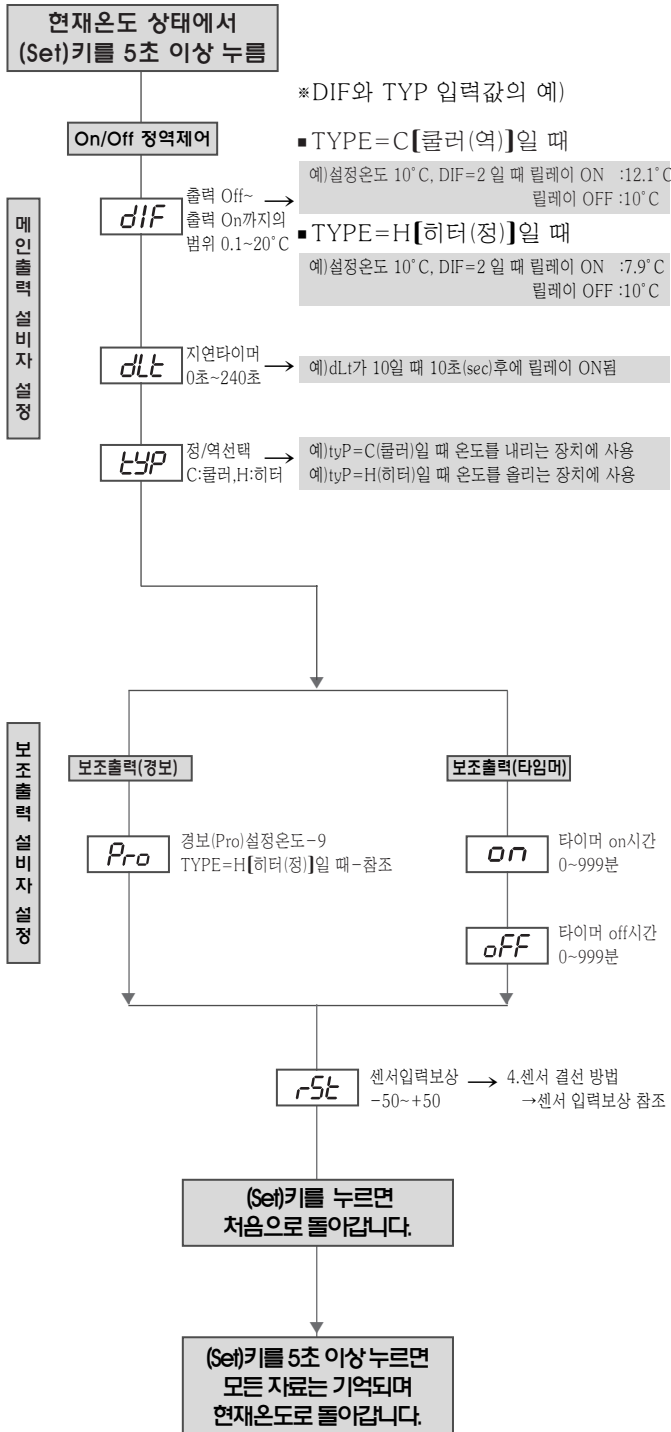 현재온도 상태에서
(Set)키를 5초 이상 누름
※DIF와 TYP 입력값의 예)
On/Off 정역제어
■TYPE=C[쿨러(역)]일 때
예)설정온도 10°C, DIF=2 일 때 릴레이 ON :12.1°C
릴레이 OFF :10°C
메인출력 설비자 설정
dIF
출력 Off~
출력 On까지의
범위 0.1~20°C
■TYPE=H[히터(정)]일 때
예)설정온도 10°C, DIF=2 일 때 릴레이 ON :7.9°C
릴레이 OFF :10°C
dLt
지연타이머
0초~240초
예)dLt가 10일 때 10초(sec)후에 릴레이 ON됨
tYP
정/역선택
C:쿨러,H:히터
예)tyP=C(쿨러)일 때 온도를 내리는 장치에 사용
예)tyP=H(히터)일 때 온도를 올리는 장치에 사용
보조출력 설비자 설정
보조출력(경보)
Pro
경보(Pro)설정온도-9
TYPE=H[히터(정)]일 때-참조
보조출력(타임머)
on
타이머 on시간
0~999분
oFF
타이머 off시간
0~999분
rSt
센서입력보상
-50~+50
→ 4.센서 결선 방법
→센서 입력보상 참조
(Set)키를 누르면
처음으로 돌아갑니다.
(Set)키를 5초 이상 누르면
모든 자료는 기억되며
현재온도로 돌아갑니다.